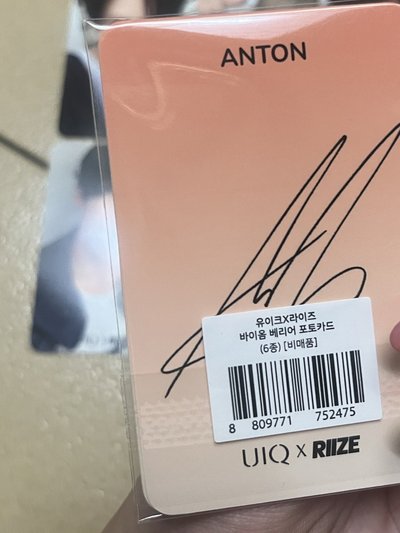 ANTON
유이크X라이즈
바이옴 베리어 포토카드
(6종) [비매품]
8 809771 752475
UIQ X RIIZE